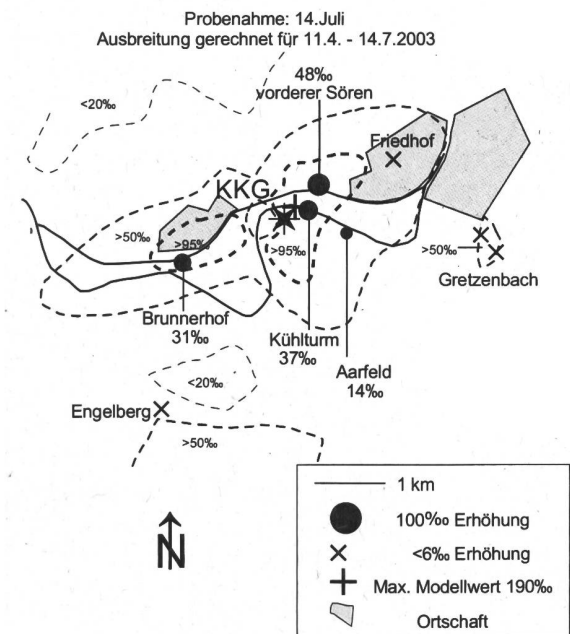 Probenahme: 14.Juli
Ausbreitung gerechnet für 11.4. - 14.7.2003
48‰
vorderer Sören
<20‰
Friedhof
KKG
>50‰
>95‰
>95‰
>50‰
Gretzenbach
Brunnerhof
31‰
Kühlturm
37‰
Aarfeld
14‰
<20‰
Engelberg
>50‰
N
1 km
100‰ Erhöhung
<6‰ Erhöhung
Max. Modellwert 190‰
Ortschaft